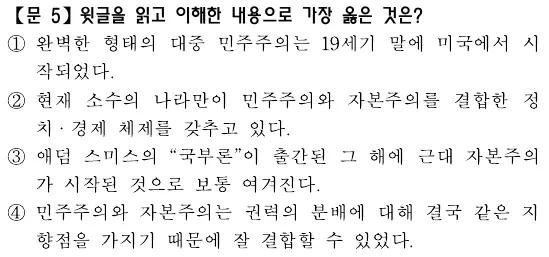 【문 5】윗글을 읽고 이해한 내용으로 가장 옳은 것은?
① 완벽한 형태의 대중 민주주의는 19세기 말에 미국에서 시
작되었다.
② 현재 소수의 나라만이 민주주의와 자본주의를 결합한 정
치·경제 체제를 갖추고 있다.
③ 애덤 스미스의 “국부론”이 출간된 그 해에 근대 자본주의
가 시작된 것으로 보통 여겨진다.
④ 민주주의와 자본주의는 권력의 분배에 대해 결국 같은 지
향점을 가지기 때문에 잘 결합할 수 있었다.